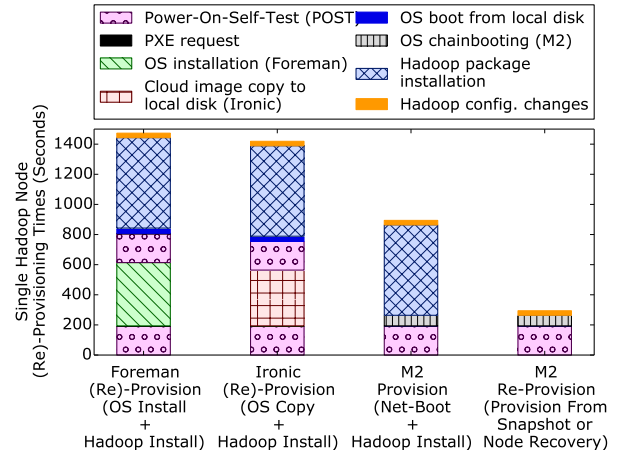 Power-On-Self-Test (POST)
PXE request
OS installation (Foreman)
Cloud image copy to
local disk (Ironic)
OS boot from local disk
OS chainbooting (M2)
Hadoop package
installation
Hadoop config. changes
Single Hadoop Node
(Re)-Provisioning Times (Seconds)
1400
1200
1000
800
600
400
200
0
Foreman
(Re)-Provision
(OS Install
+
Hadoop Install)
Ironic
(Re)-Provision
(OS Copy
+
Hadoop Install)
M2
Provision
(Net-Boot
+
Hadoop Install)
M2
Re-Provision
(Provision From
Snapshot or
Node Recovery)